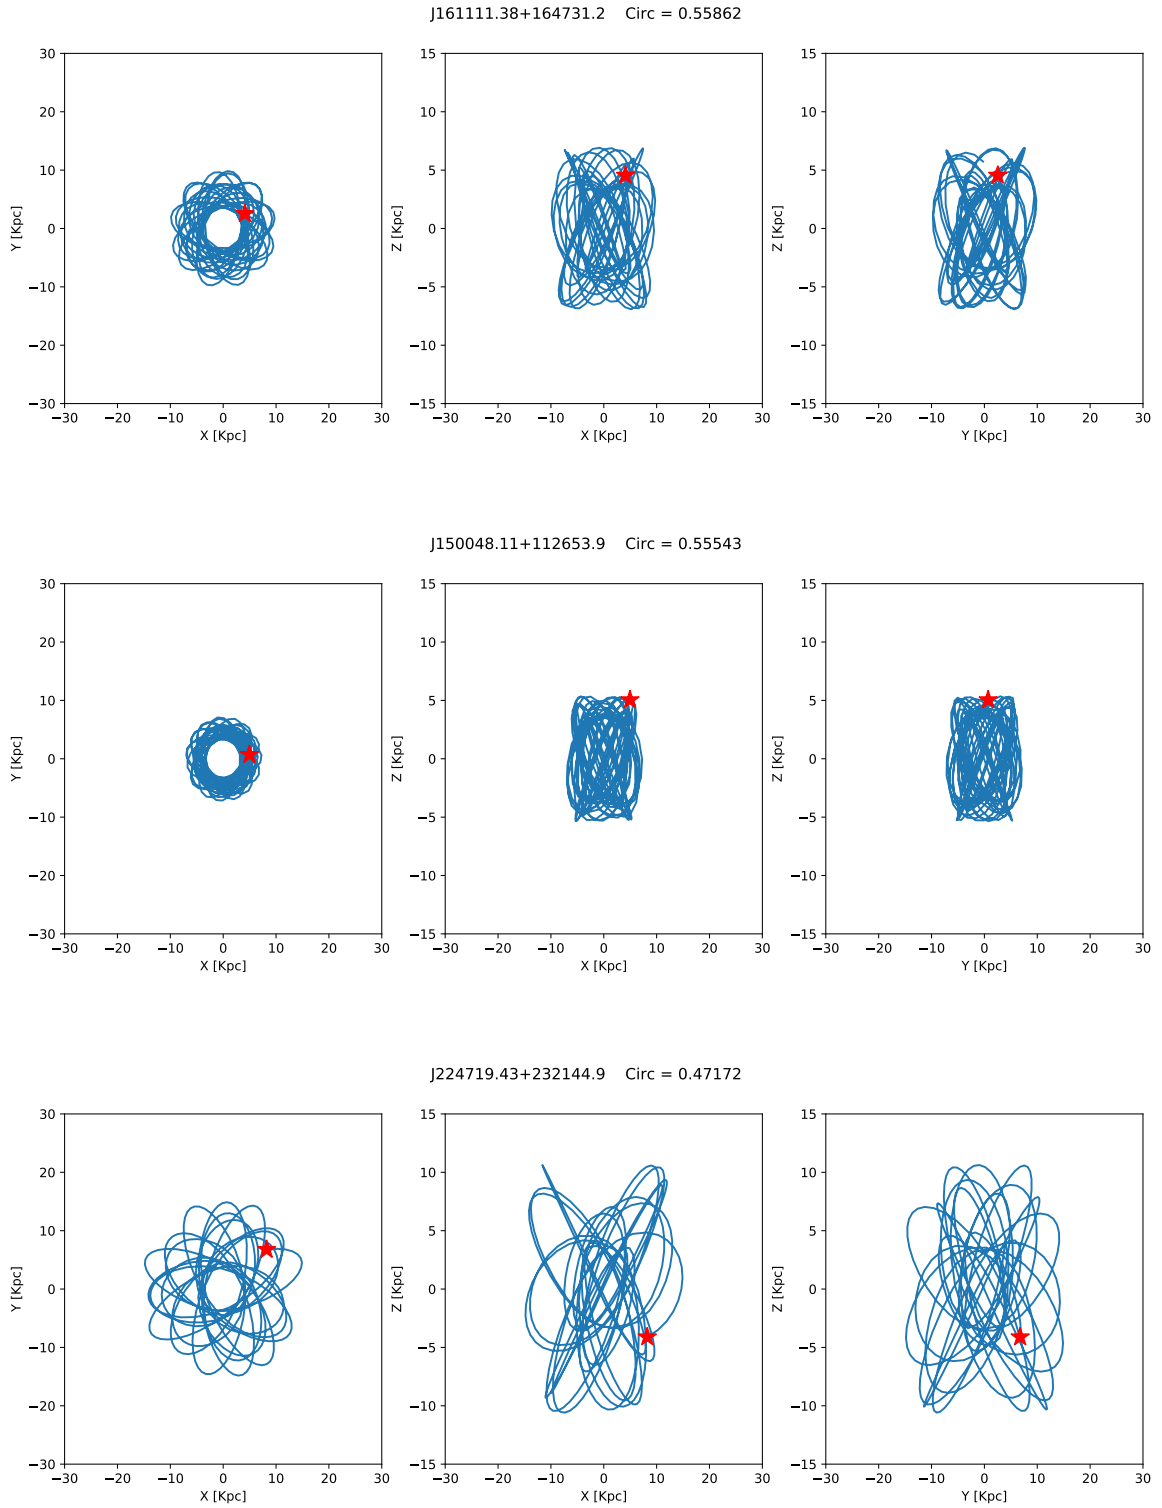 J161111.38+164731.2    Circ = 0.55862
30 30 20 10 0 −10 −20 −30
Y [Kpc]
−30 −20 −10 0 10 20 30
X [Kpc]
15 10 5 0 −5 −10 −15
Z [Kpc]
−30 −20 −10 0 10 20 30
X [Kpc]
15 10 5 0 −5 −10 −15
Z [Kpc]
−30 −20 −10 0 10 20 30
Y [Kpc]
J150048.11+112653.9    Circ = 0.55543
30 20 10 0 −10 −20 −30
Y [Kpc]
−30 −20 −10 0 10 20 30
X [Kpc]
15 10 5 0 −5 −10 −15
Z [Kpc]
−30 −20 −10 0 10 20 30
X [Kpc]
15 10 5 0 −5 −10 −15
Z [Kpc]
−30 −20 −10 0 10 20 30
Y [Kpc]
J224719.43+232144.9    Circ = 0.47172
30 20 10 0 −10 −20 −30
Y [Kpc]
−30 −20 −10 0 10 20 30
X [Kpc]
15 10 5 0 −5 −10 −15
Z [Kpc]
−30 −20 −10 0 10 20 30
X [Kpc]
15 10 5 0 −5 −10 −15
Z [Kpc]
−30 −20 −10 0 10 20 30
Y [Kpc]